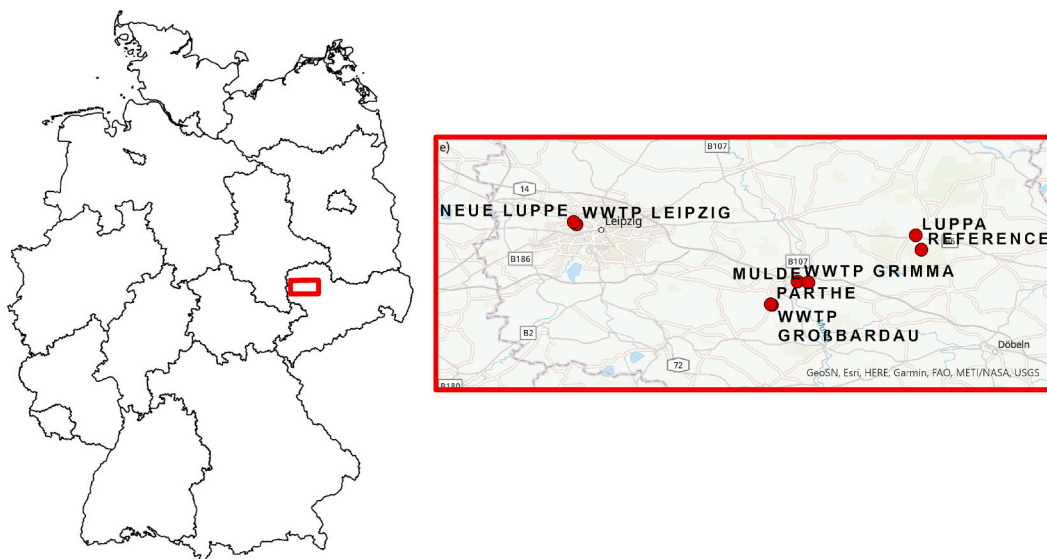 e)
B107
14
NEUE LUPPE
WWTP LEIPZIG
Leipzig
LUPPA
REFERENCE
B186
B107
MULDE
WWTP GRIMMA
PARTHE
WWTP
GROßBARDAU
B2
Döbeln
72
GeoSN, Esri, HERE, Garmin, FAO, METI/NASA, USGS
B180